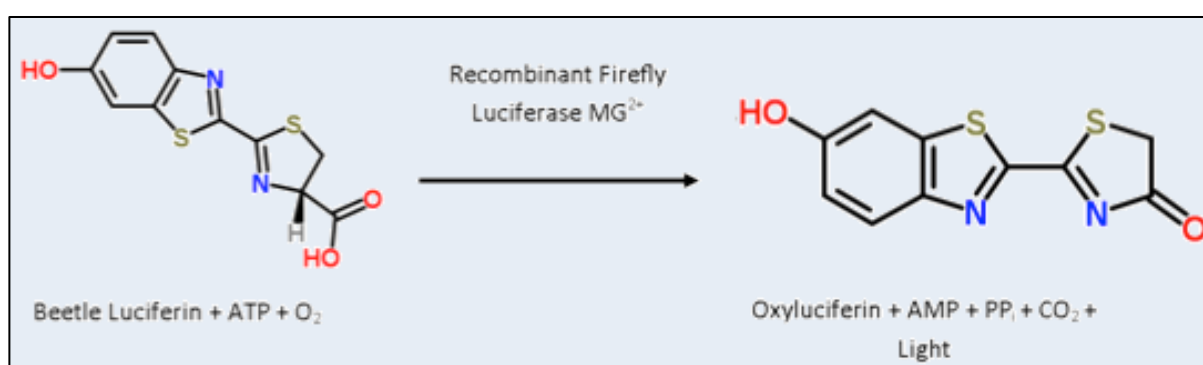 HO
N
S
S
N
H
O
HO
Recombinant Firefly
Luciferase MG²⁺
HO
S
N
S
N
O
Beetle Luciferin + ATP + O₂
Oxyluciferin + AMP + PPᵢ + CO₂ +
Light